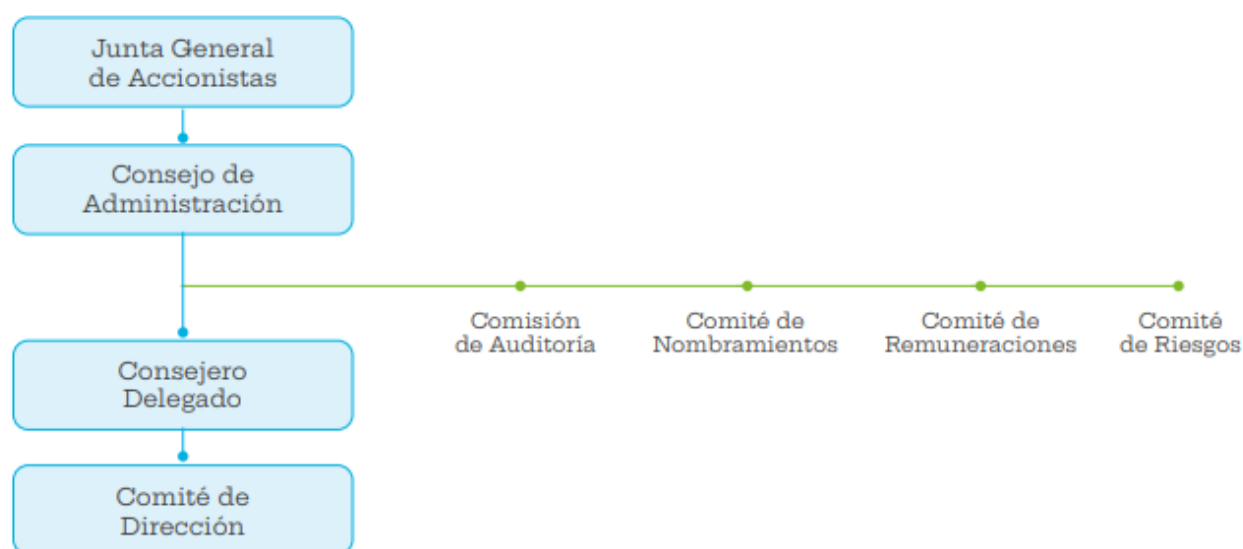 Junta General
de Accionistas
Consejo de
Administración
Comisión
de Auditoría
Comité de
Nombramientos
Comité de
Remuneraciones
Comité
de Riesgos
Consejero
Delegado
Comité de
Dirección